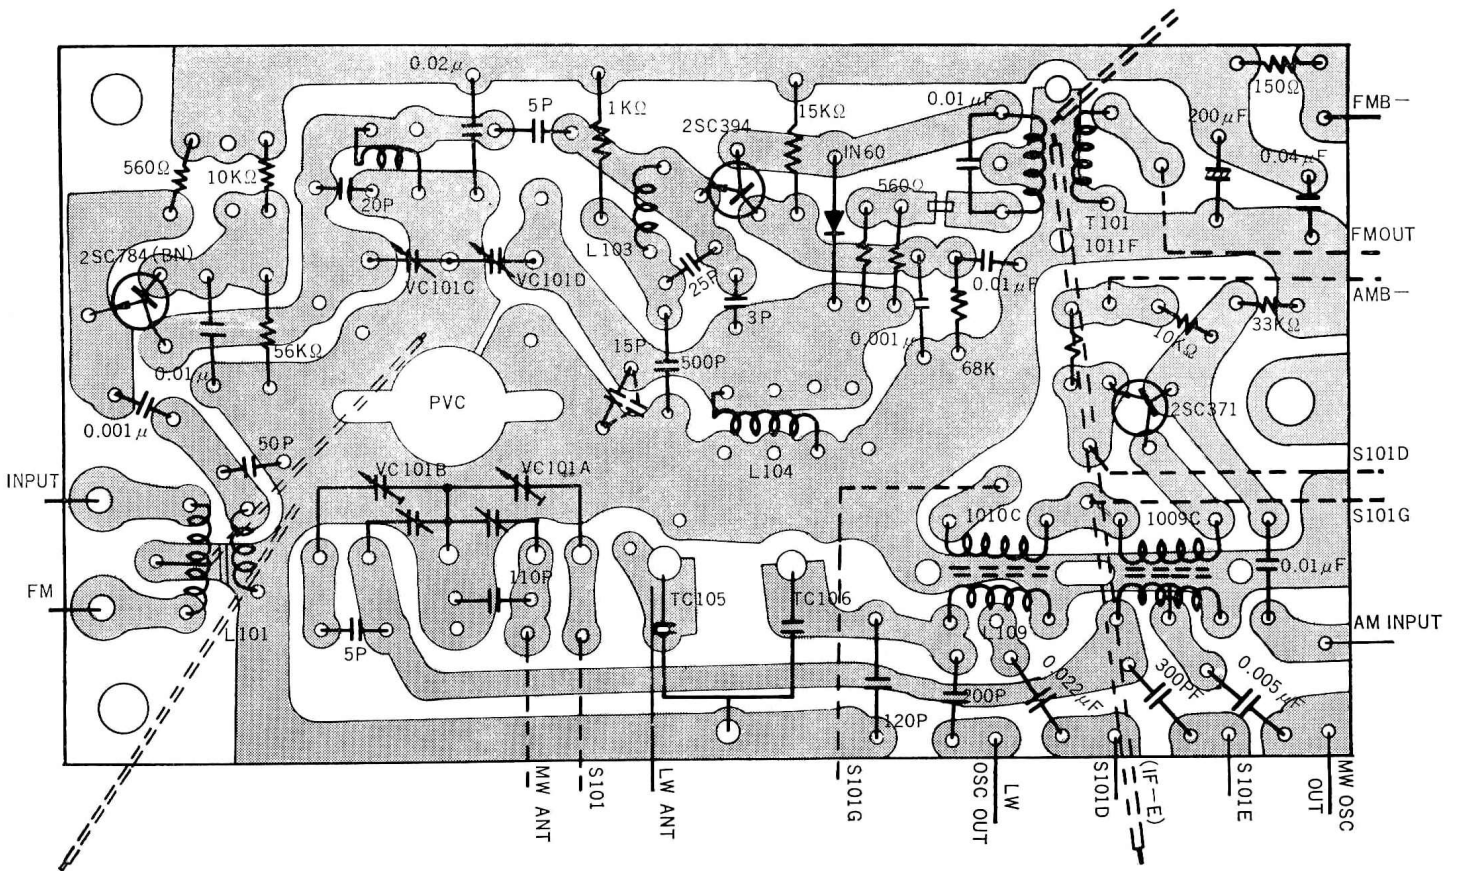 0.02μ
5P
1KΩ
2SC394
15KΩ
0.01μF
150Ω
FMB−
200μF
IN60
0.04μF
560Ω
10KΩ
20P
560Ω
T101
1011F
FMOUT
2SC784(BN)
L103
VC101C
VC101D
25P
0.01μF
AMB−
3P
0.001μ
10KΩ
33KΩ
56KΩ
15P
500P
68K
0.01μ
PVC
2SC371
0.001μ
50P
L104
S101D
INPUT
VC101B
VC101A
1010C
1009C
S101G
0.01μF
FM
110P
TC105
TC106
L101
5P
L109
AM INPUT
200P
0.022μF
300PF
0.005μF
120P
MW ANT
S101
LW ANT
S101G
LW
OSC OUT
S101D
(IF−E)
S101E
MW OSC
OUT